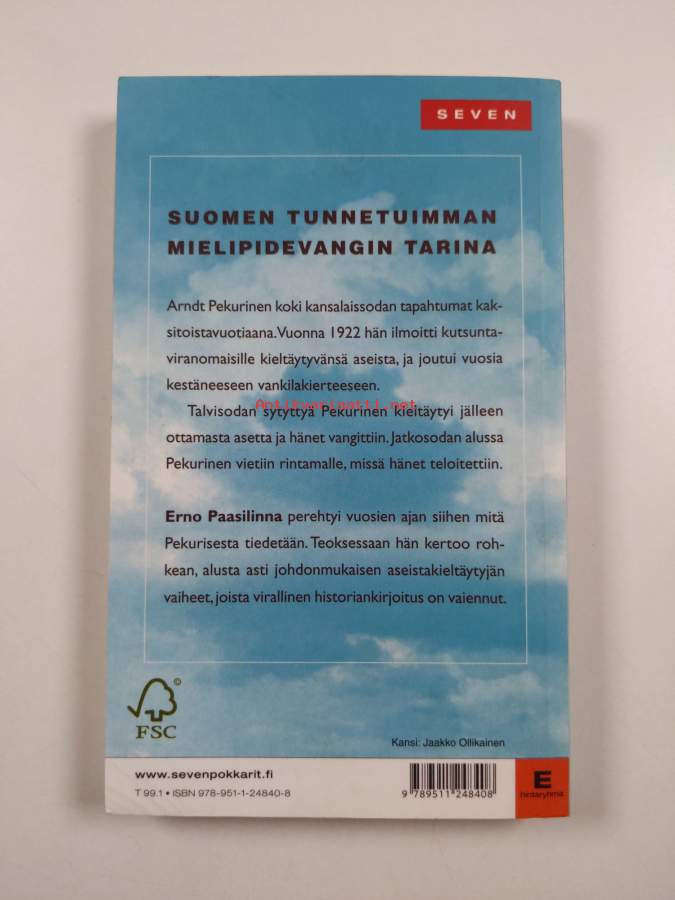 SEVEN
SUOMEN TUNNETUIMMAN
MIELIPIDEVANGIN TARINA
Arndt Pekurinen koki kansalaissodan tapahtumat kak-
sitoistavuotiaana. Vuonna 1922 hän ilmoitti kutsunta-
viranomaisille kieltäytyvänsä aseista, ja joutui vuosia
kestäneeseen vankilakierteeseen.
Antikvariaatti.net
Talvisodan sytyttyä Pekurinen kieltäytyi jälleen
ottamasta asetta ja hänet vangittiin. Jatkosodan alussa
Pekurinen vietiin rintamalle, missä hänet teloitettiin.
Erno Paasilinna perehtyi vuosien ajan siihen mitä
Pekurisesta tiedetään. Teoksessaan hän kertoo roh-
kean, alusta asti johdonmukaisen aseistakieltäytyjän
vaiheet, joista virallinen historiankirjoitus on vaiennut.
©
FSC
Kansi: Jaakko Ollikainen
www.sevenpokkarit.fi
T 99.1 • ISBN 978-951-1-24840-8
9 789511 248408
E
hintaryhmä